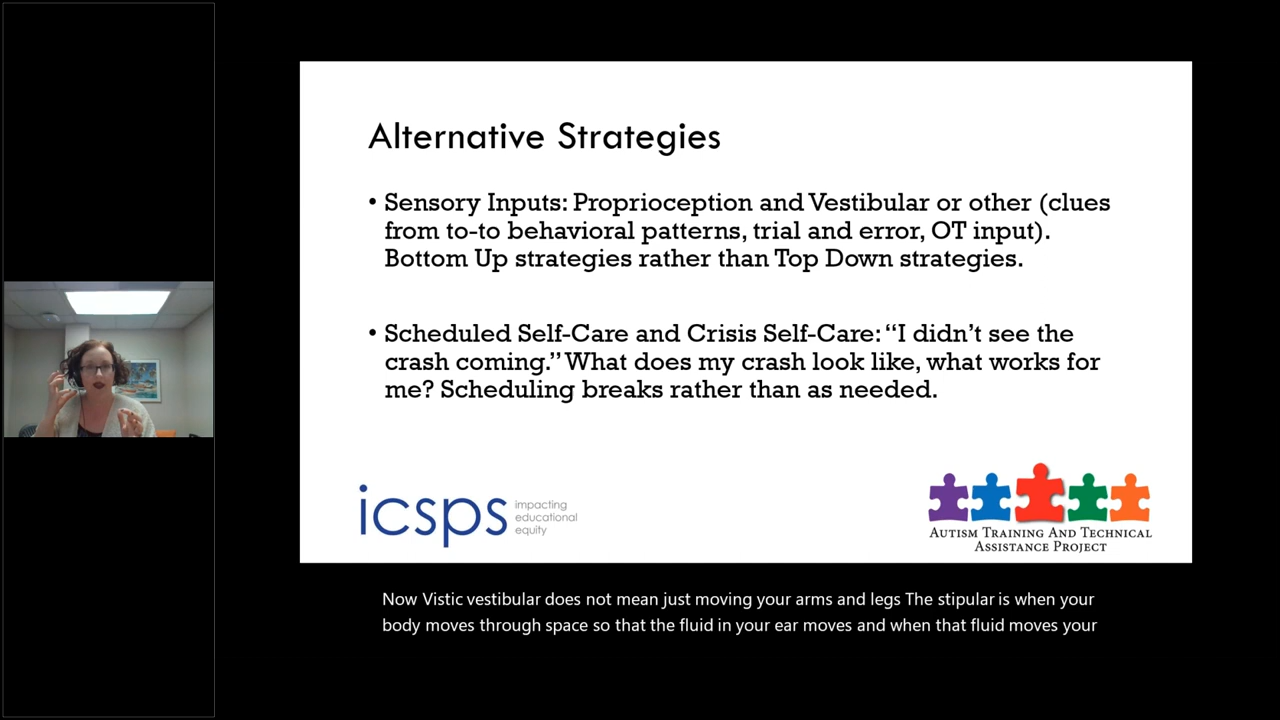 Alternative Strategies
• Sensory Inputs: Proprioception and Vestibular or other (clues
from to-to behavioral patterns, trial and error, OT input).
Bottom Up strategies rather than Top Down strategies.
• Scheduled Self-Care and Crisis Self-Care: “I didn’t see the
crash coming.” What does my crash look like, what works for
me? Scheduling breaks rather than as needed.
icsps
impacting
educational
equity
Autism Training And Technical
Assistance Project
Now Vistic vestibular does not mean just moving your arms and legs The stipular is when your
body moves through space so that the fluid in your ear moves and when that fluid moves your